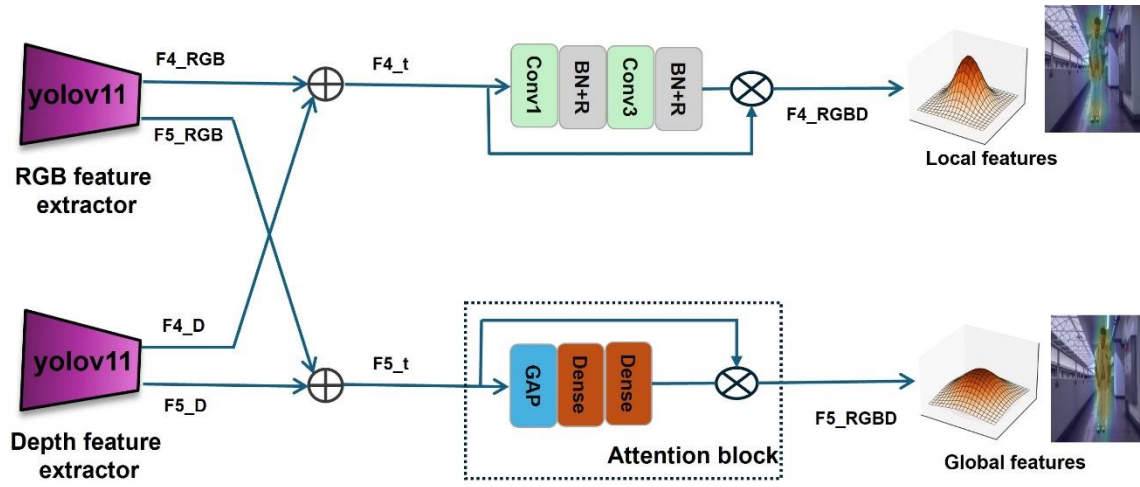 yolov11
RGB feature
extractor
F4_RGB
F5_RGB
F4_t
Conv1
BN+R
Conv3
BN+R
F4_RGBD
Local features
yolov11
Depth feature
extractor
F4_D
F5_D
F5_t
GAP
Dense
Dense
Attention block
F5_RGBD
Global features